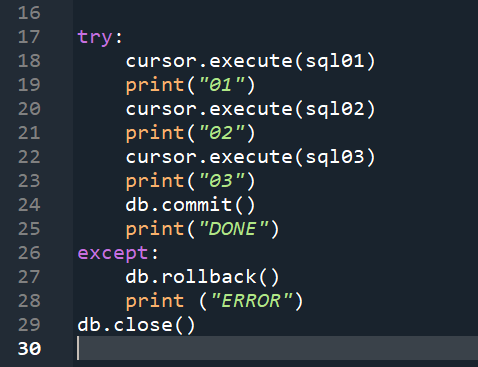 16
17 try:
18     cursor.execute(sql01)
19     print("01")
20     cursor.execute(sql02)
21     print("02")
22     cursor.execute(sql03)
23     print("03")
24     db.commit()
25     print("DONE")
26 except:
27     db.rollback()
28     print ("ERROR")
29 db.close()
30